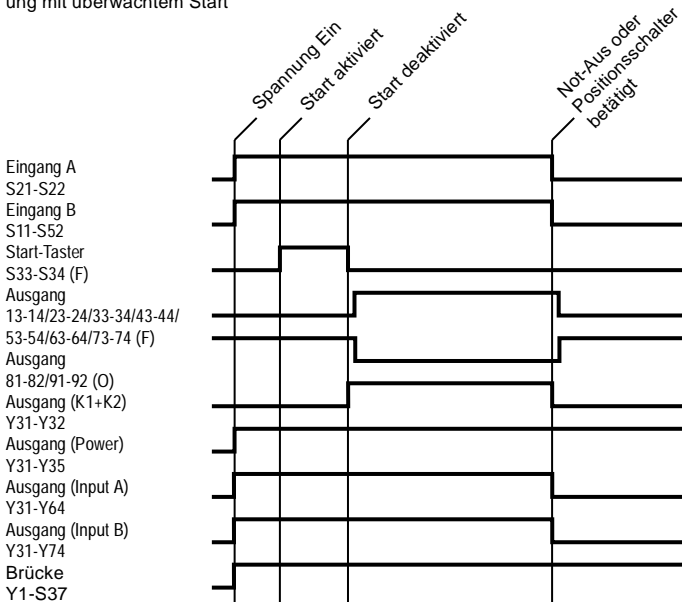 ung mit überwachtem Start
Spannung Ein
Start aktiviert
Start deaktiviert
Not-Aus oder
Positionsschalter
betätigt
Eingang A
S21-S22
Eingang B
S11-S52
Start-Taster
S33-S34 (F)
Ausgang
13-14/23-24/33-34/43-44/
53-54/63-64/73-74 (F)
Ausgang
81-82/91-92 (O)
Ausgang (K1+K2)
Y31-Y32
Ausgang (Power)
Y31-Y35
Ausgang (Input A)
Y31-Y64
Ausgang (Input B)
Y31-Y74
Brücke
Y1-S37